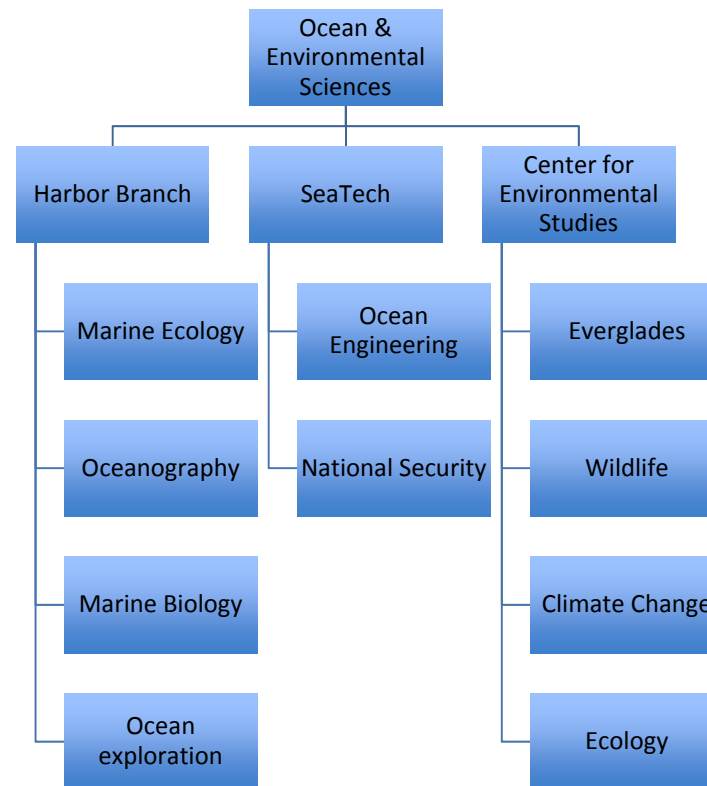 Ocean &
Environmental
Sciences
Harbor Branch
SeaTech
Center for
Environmental
Studies
Marine Ecology
Oceanography
Marine Biology
Ocean
exploration
Ocean
Engineering
National Security
Everglades
Wildlife
Climate Change
Ecology